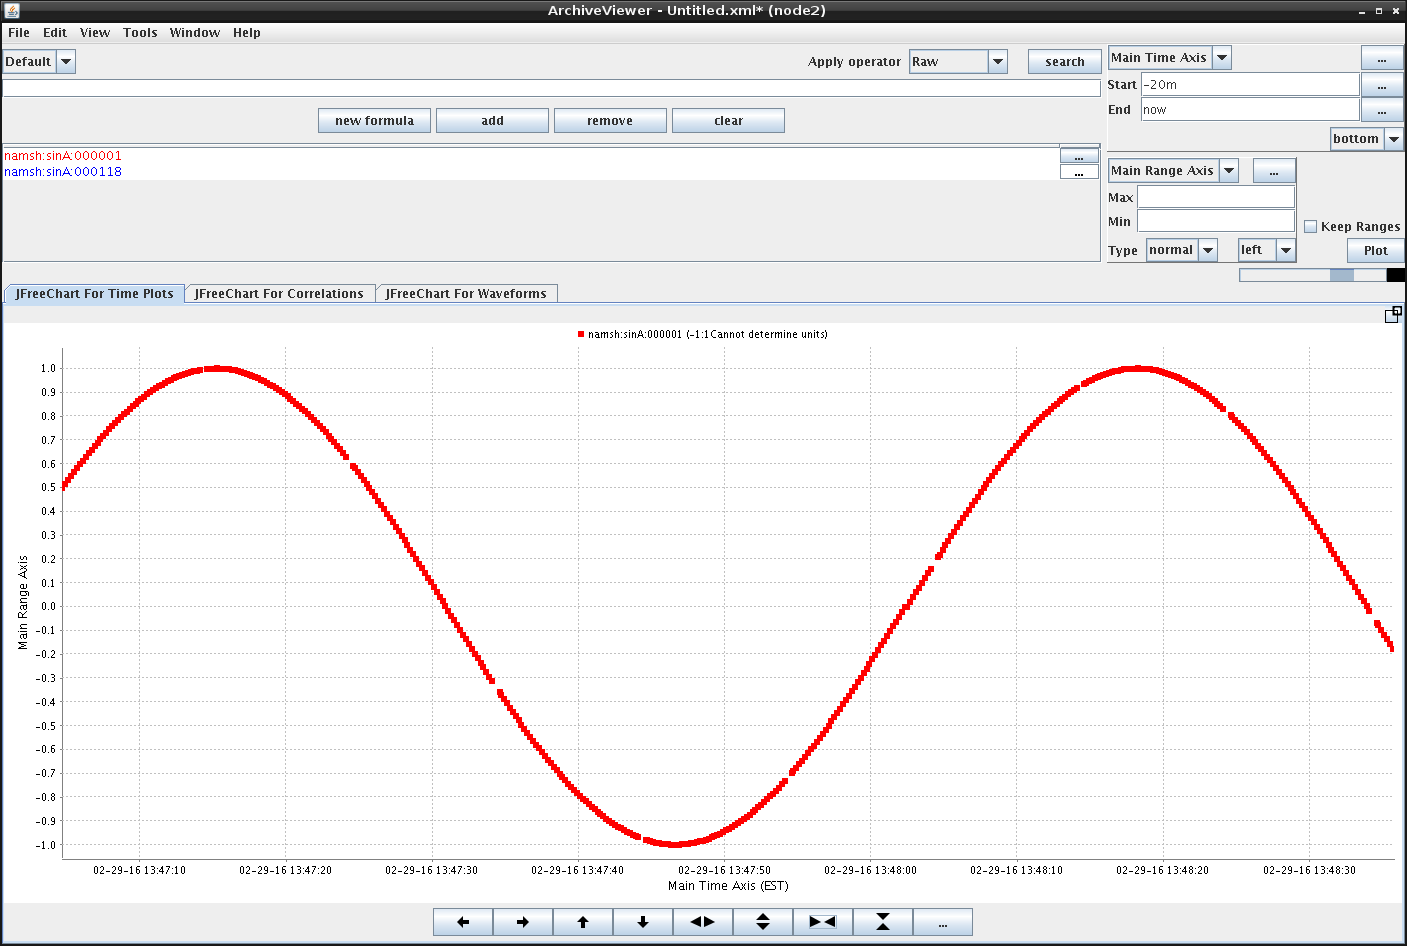 ArchiveViewer - Untitled.xml* (node2)
File Edit View Tools Window Help
Default Apply operator Raw search Main Time Axis ...
Start -20m ...
End now ...
new formula add remove clear
bottom
namsh:sinA:000001 ...
namsh:sinA:000118 ...
Main Range Axis ...
Max
Min
Keep Ranges
Type normal left Plot
JFreeChart For Time Plots JFreeChart For Correlations JFreeChart For Waveforms
namsh:sinA:000001 (-1:1Cannot determine units)
1.0
0.9
0.8
0.7
0.6
0.5
0.4
0.3
0.2
0.1
0.0
-0.1
-0.2
-0.3
-0.4
-0.5
-0.6
-0.7
-0.8
-0.9
-1.0
Main Range Axis
02-29-16 13:47:10 02-29-16 13:47:20 02-29-16 13:47:30 02-29-16 13:47:40 02-29-16 13:47:50 02-29-16 13:48:00 02-29-16 13:48:10 02-29-16 13:48:20 02-29-16 13:48:30
Main Time Axis (EST)
...